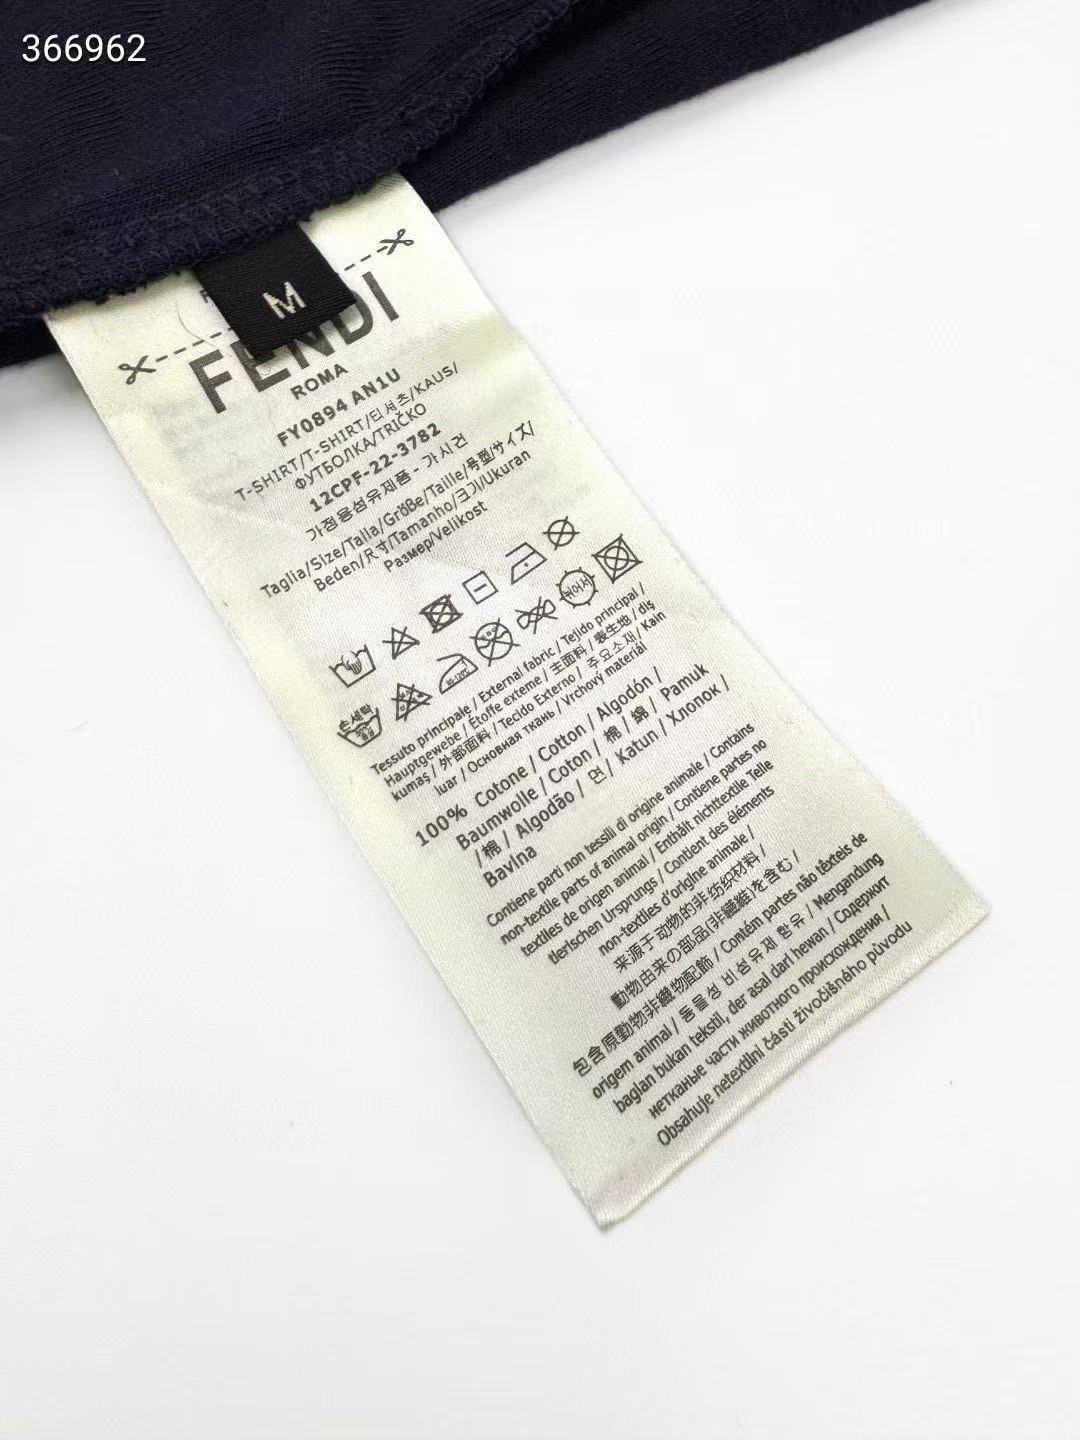 366962
M
FENDI
ROMA
FY0894 AN1U
T-SHIRT/T-SHIRT/티셔츠/KAUS/
ФУТБОЛКА/TRIČKO
12CPF-22-3782
가정용섬유제품 - 가시건
Taglia/Size/Talla/Größe/Taille/号型/サイズ/
Beden/尺寸/Tamanho/크기/Ukuran
Размер/Velikost
손세탁
짜어서
Tessuto principale / External fabric / Tejido principal /
Hauptgewebe / Étoffe externe / 主面料 / 表生地 / dış
kumaş / 外部面料 / Tecido Externo / 주요소재 / Kain
luar / Основная ткань / Vrchový materiál
100% Cotone / Cotton / Algodón /
Baumwolle / Coton / 棉 / 綿 / Pamuk
/ 棉 / Algodão / 면 / Katun / Хлопок /
Bavlna
Contiene parti non tessili di origine animale / Contains
non-textile parts of animal origin / Contiene partes no
textiles de origen animal / Enthält nichttextile Teile
tierischen Ursprungs / Contient des éléments
non-textiles d'origine animale /
来源于动物的非纺织材料 /
動物由来の部品(非繊維)を含む /
包含原動物非織物配飾 / Contém partes não têxteis de
origem animal / 동물성 비섬유제 함유 / Mengandung
bagian bukan tekstil, der asal dari hewan / Содержит
нетканые части животного происхождения /
Obsahuje netextilní části živočišného původu